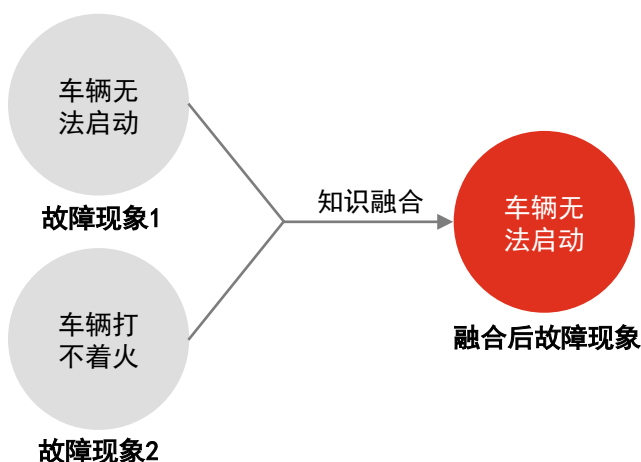 车辆无
法启动
故障现象1
知识融合
车辆无
法启动
融合后故障现象
车辆打
不着火
故障现象2